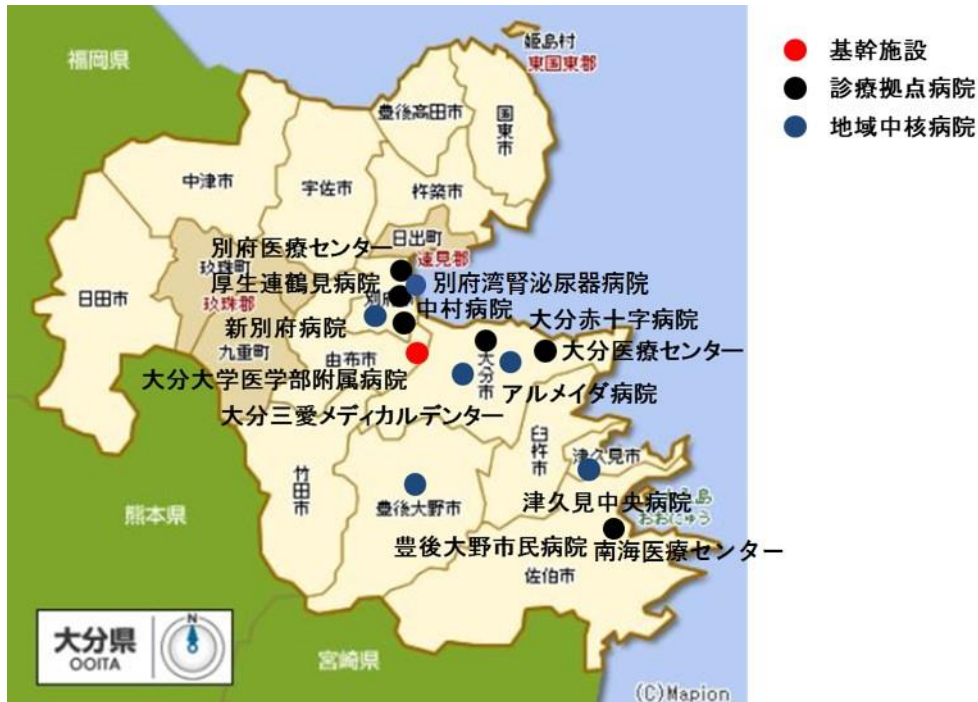 姫島村
東国東郡
福岡県
基幹施設
診療拠点病院
地域中核病院
豊後高田市
国東市
中津市
宇佐市
杵築市
日出町
速見郡
別府医療センター
玖珠町
厚生連鶴見病院
別府湾腎泌尿器病院
日田市
玖珠郡
中村病院
新別府病院
大分赤十字病院
九重町
由布市
大分医療センター
大分市
大分大学医学部附属病院
アルメイダ病院
大分三愛メディカルデンター
臼杵市
津久見市
竹田市
豊後大野市
津久見中央病院
島
おおにゅう
熊本県
豊後大野市民病院
南海医療センター
佐伯市
大分県
OOITA
N
宮崎県
(C)Mapion